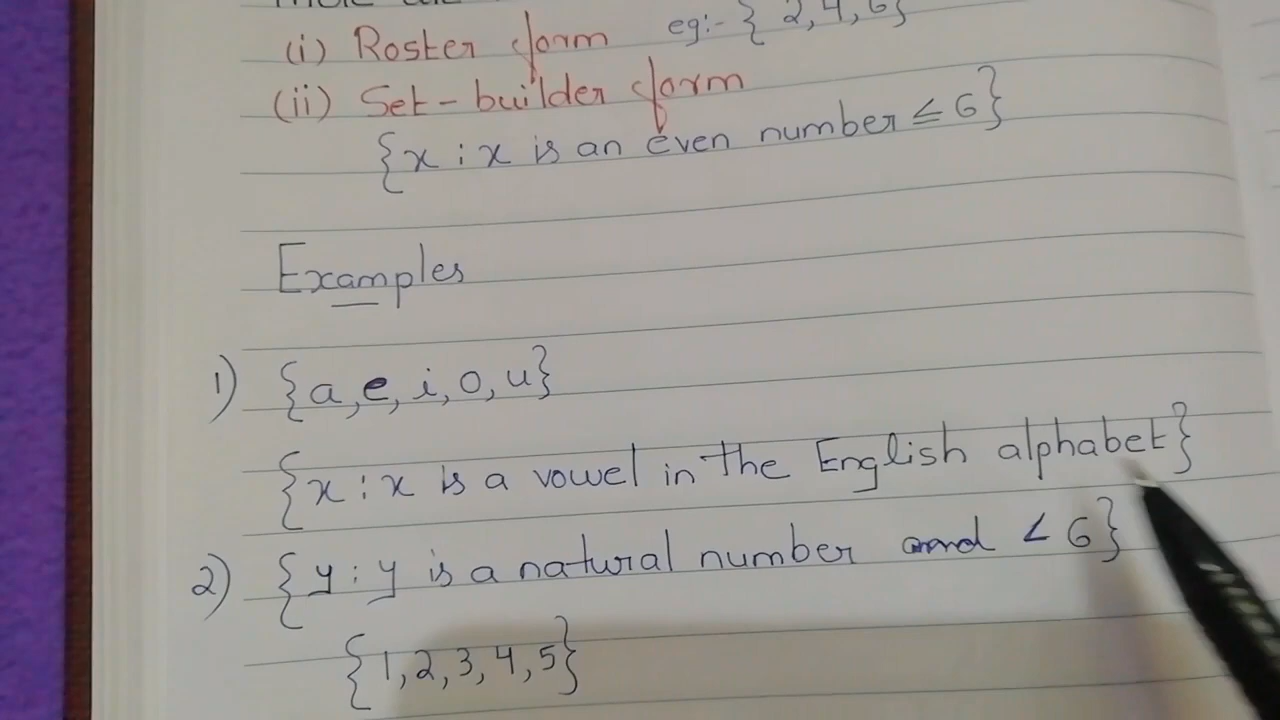 (i) Roster form eg:- { 2, 4, 6}
(ii) Set-builder form
{x : x is an even number ≤ 6}
Examples
1) {a, e, i, o, u}
{x : x is a vowel in the English alphabet}
2) {y : y is a natural number and < 6}
{1, 2, 3, 4, 5}